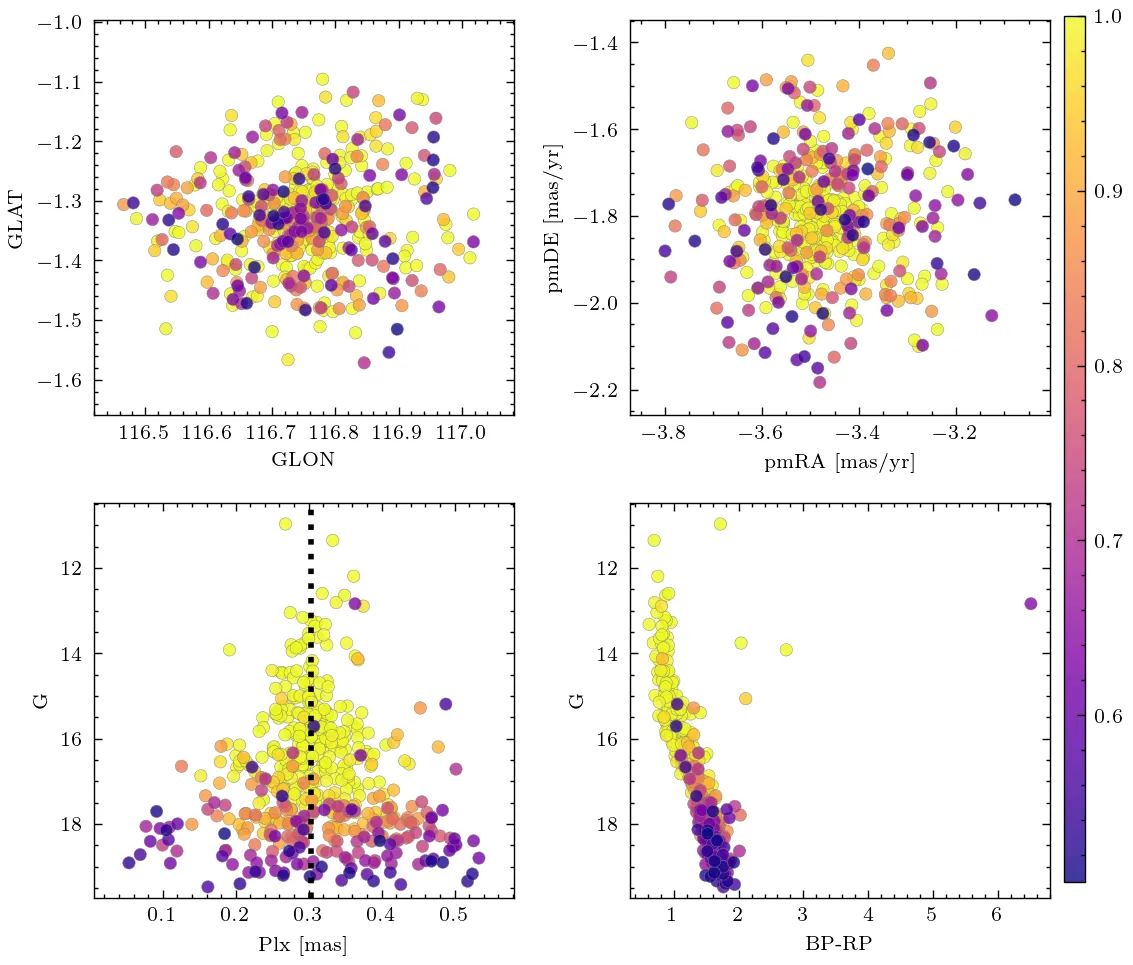 −1.0
−1.1
−1.2
−1.3
−1.4
−1.5
−1.6
GLAT
116.5 116.6 116.7 116.8 116.9 117.0
GLON
−1.4
−1.6
−1.8
−2.0
−2.2
pmDE [mas/yr]
−3.8 −3.6 −3.4 −3.2
pmRA [mas/yr]
1.0
0.9
0.8
0.7
0.6
12
14
16
18
G
0.1 0.2 0.3 0.4 0.5
Plx [mas]
12
14
16
18
G
1 2 3 4 5 6
BP-RP